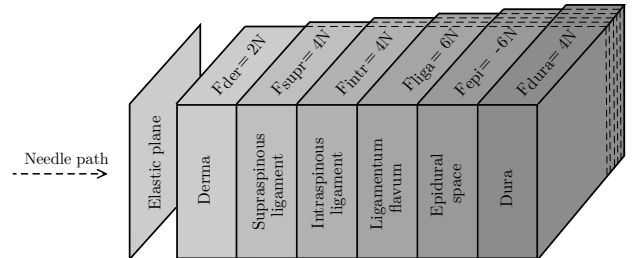 Fder= 2N
Fsupr= 4N
Fintr= 4N
Fliga= 6N
Fepi= -6N
Fdura= 4N
Needle path
Elastic plane
Derma
Supraspinous
ligament
Intraspinous
ligament
Ligamentum
flavum
Epidural
space
Dura